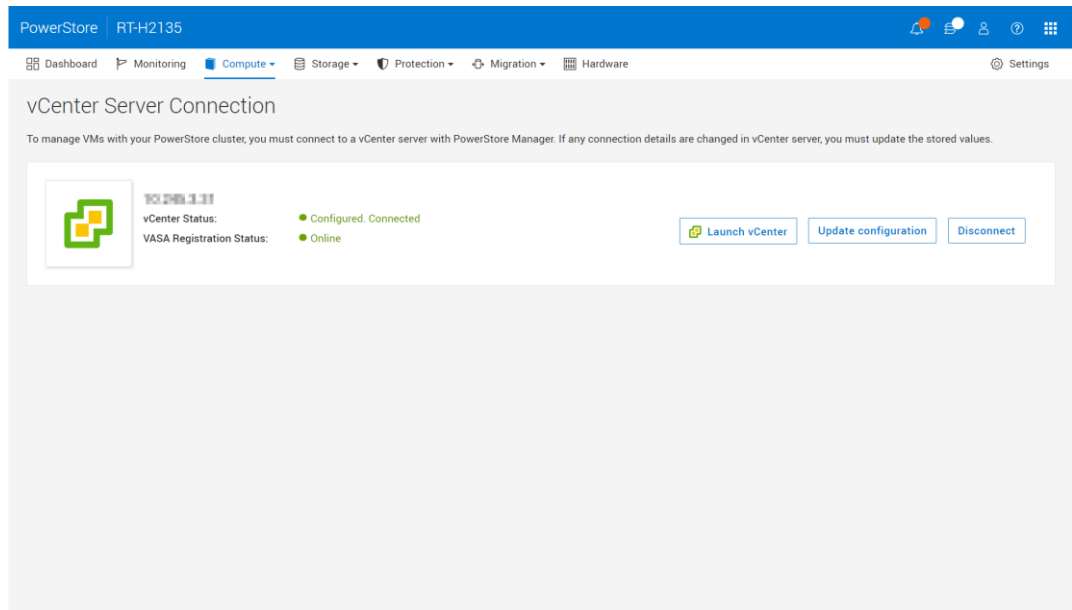 PowerStore RT-H2135
Dashboard Monitoring Compute Storage Protection Migration Hardware Settings
vCenter Server Connection
To manage VMs with your PowerStore cluster, you must connect to a vCenter server with PowerStore Manager. If any connection details are changed in vCenter server, you must update the stored values.
vCenter Status: Configured. Connected
VASA Registration Status: Online
Launch vCenter Update configuration Disconnect